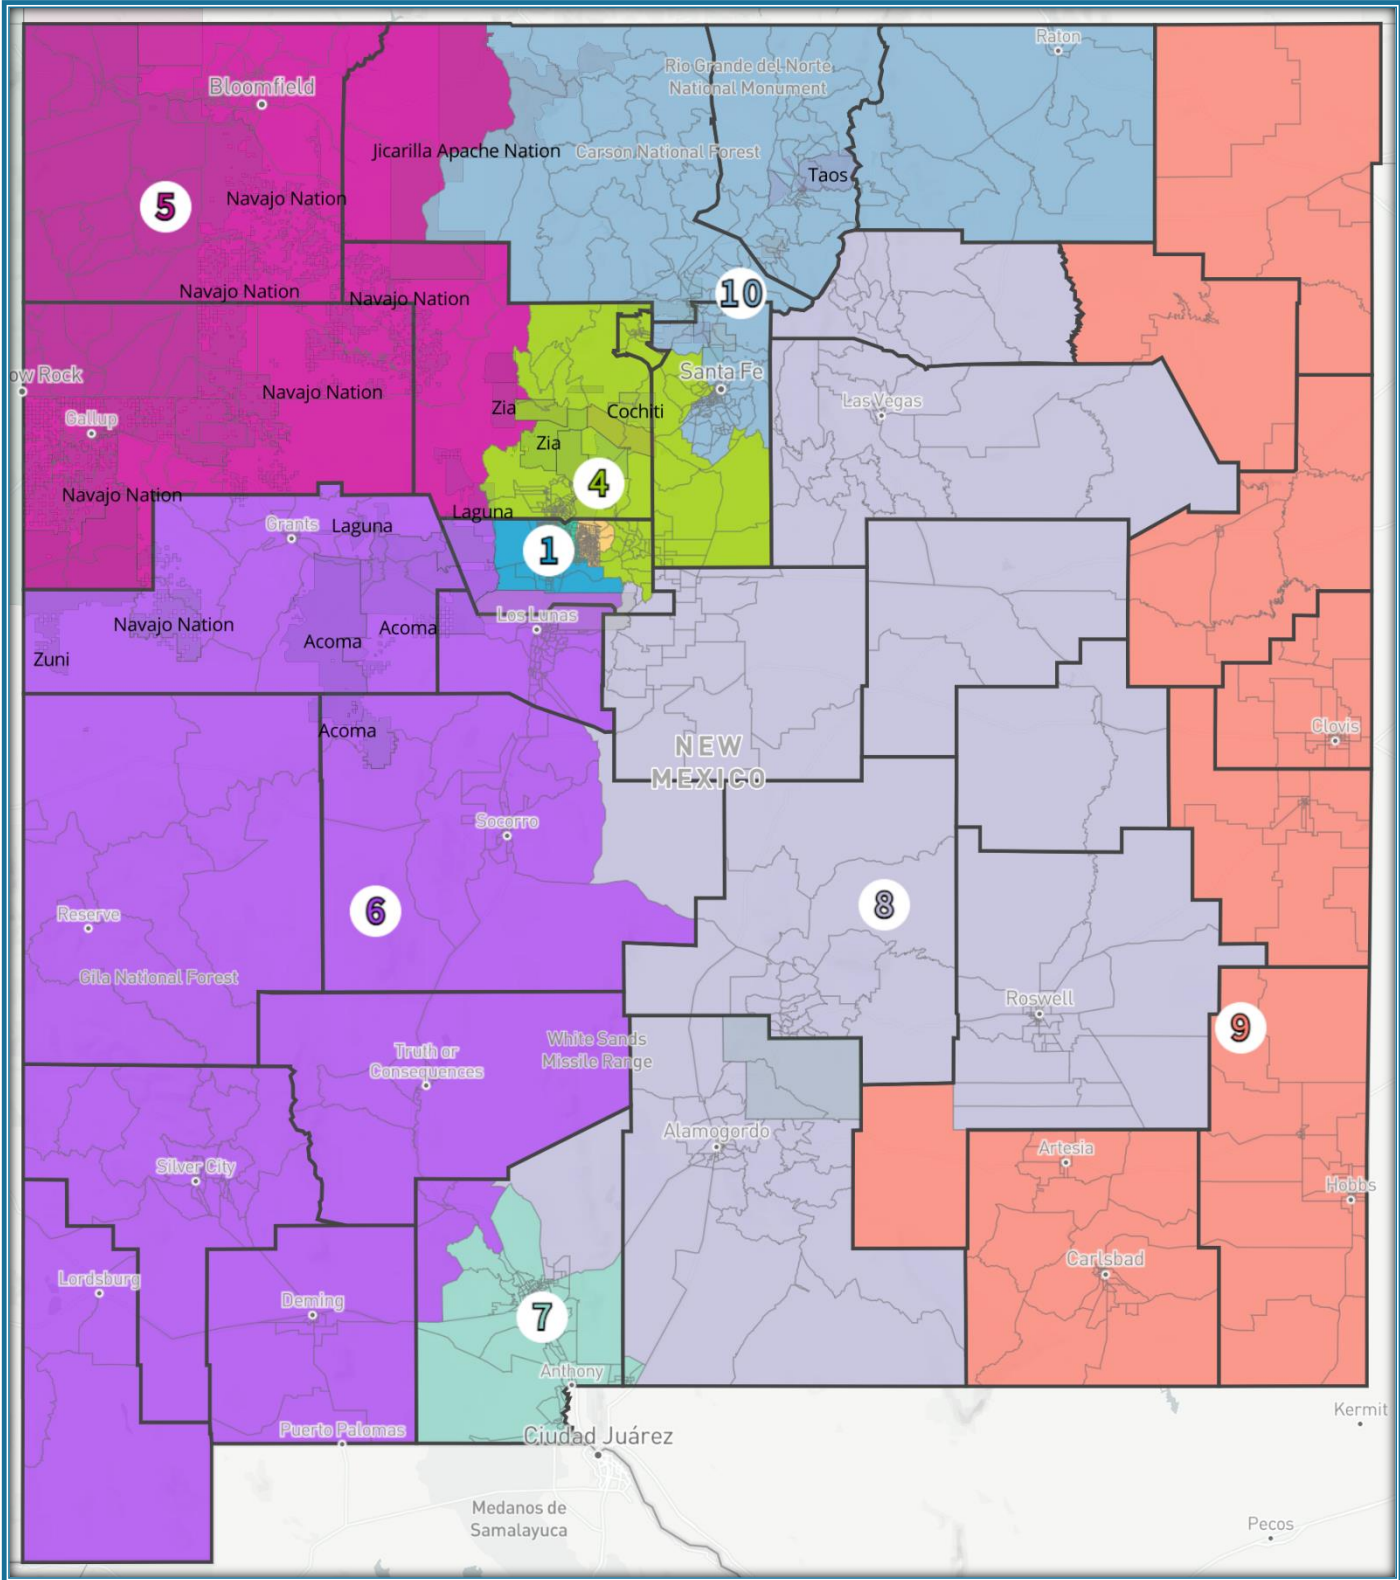 Raton
Rio Grande del Norte
National Monument
Bloomfield
Jicarilla Apache Nation
Carson National Forest
Taos
5
Navajo Nation
Navajo Nation
Navajo Nation
10
ow Rock
Navajo Nation
Santa Fe
Gallup
Zia
Cochiti
Las Vegas
Zia
4
Navajo Nation
Laguna
Grants
Laguna
1
Los Lunas
Navajo Nation
Acoma
Acoma
Zuni
Acoma
Clovis
NEW
MEXICO
Socorro
6
8
Reserve
Gila National Forest
Roswell
9
White Sands
Missile Range
Truth or
Consequences
Alamogordo
Artesia
Silver City
Hobbs
Carlsbad
Lordsburg
Deming
7
Anthony
Puerto Palomas
Ciudad Juárez
Kermit
Medanos de
Samalayuca
Pecos